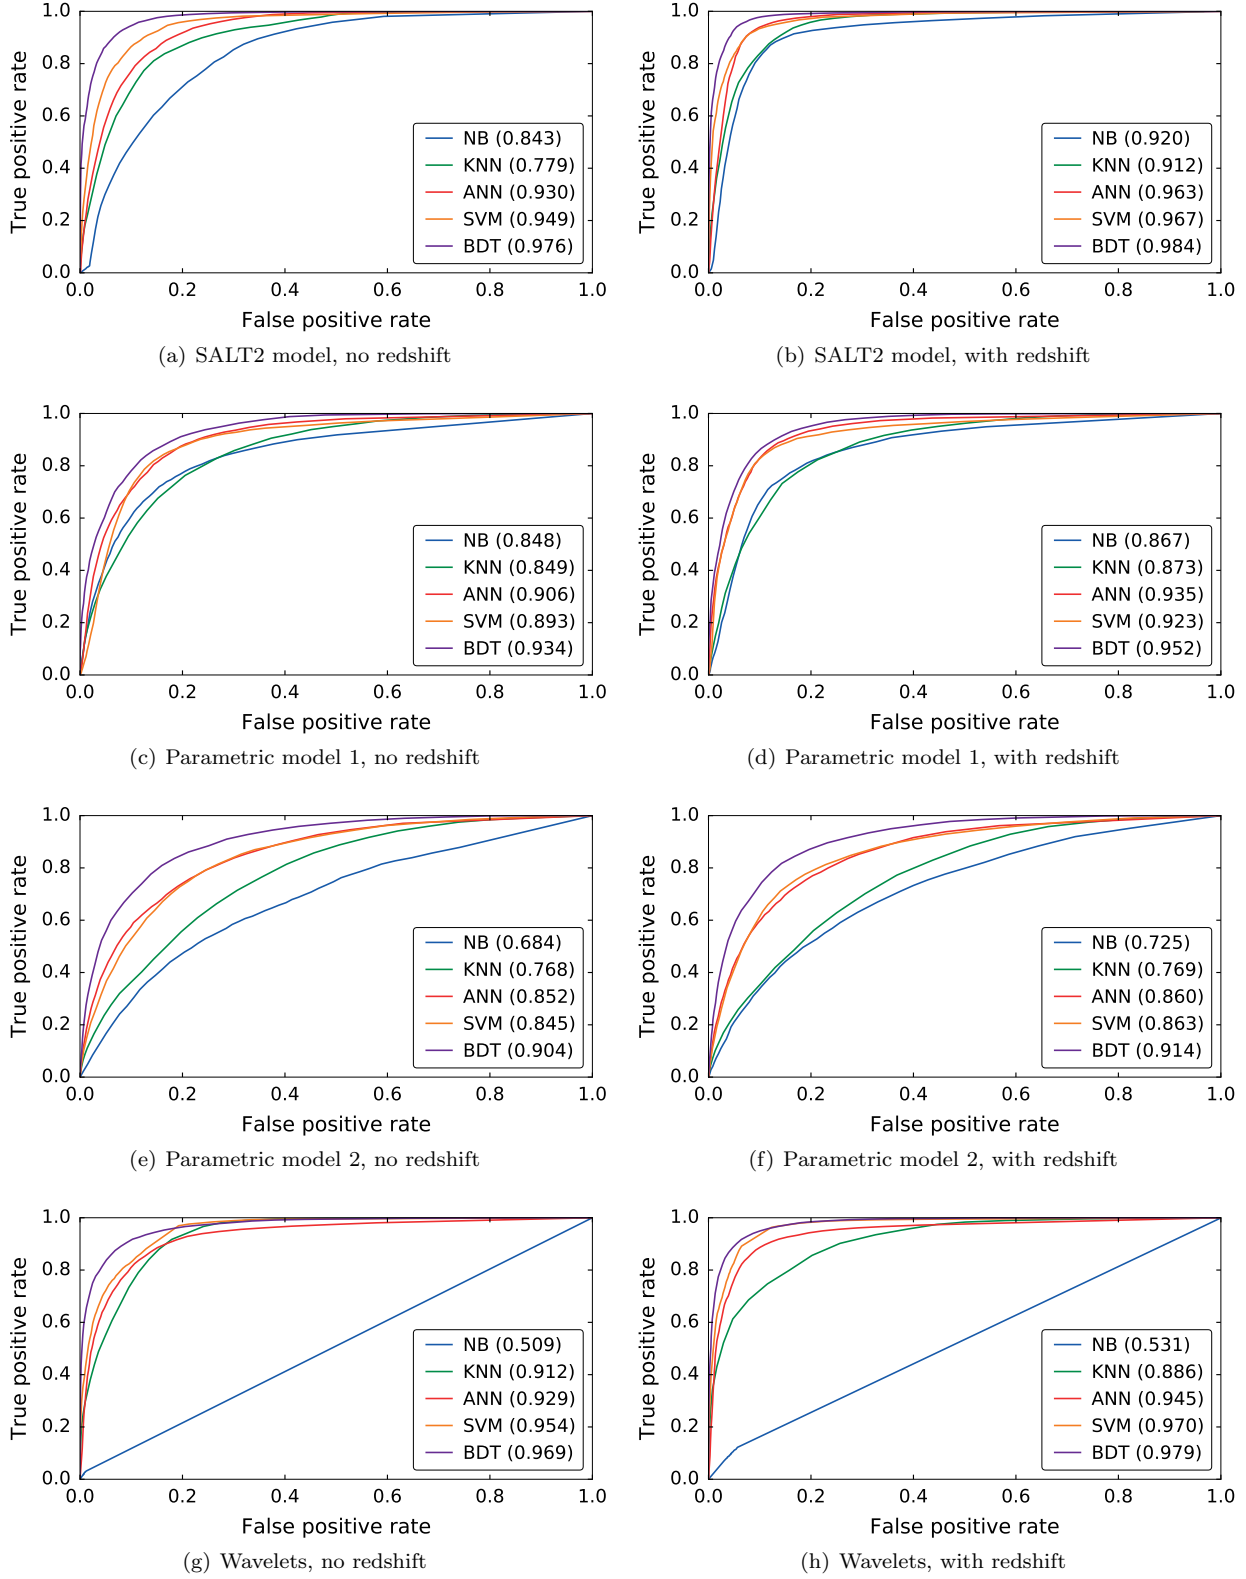 1.0
0.8
0.6
0.4
0.2
0.0
True positive rate
NB (0.843)
KNN (0.779)
ANN (0.930)
SVM (0.949)
BDT (0.976)
0.0 0.2 0.4 0.6 0.8 1.0
False positive rate
(a) SALT2 model, no redshift
1.0
0.8
0.6
0.4
0.2
0.0
True positive rate
NB (0.920)
KNN (0.912)
ANN (0.963)
SVM (0.967)
BDT (0.984)
0.0 0.2 0.4 0.6 0.8 1.0
False positive rate
(b) SALT2 model, with redshift
1.0
0.8
0.6
0.4
0.2
0.0
True positive rate
NB (0.848)
KNN (0.849)
ANN (0.906)
SVM (0.893)
BDT (0.934)
0.0 0.2 0.4 0.6 0.8 1.0
False positive rate
(c) Parametric model 1, no redshift
1.0
0.8
0.6
0.4
0.2
0.0
True positive rate
NB (0.867)
KNN (0.873)
ANN (0.935)
SVM (0.923)
BDT (0.952)
0.0 0.2 0.4 0.6 0.8 1.0
False positive rate
(d) Parametric model 1, with redshift
1.0
0.8
0.6
0.4
0.2
0.0
True positive rate
NB (0.684)
KNN (0.768)
ANN (0.852)
SVM (0.845)
BDT (0.904)
0.0 0.2 0.4 0.6 0.8 1.0
False positive rate
(e) Parametric model 2, no redshift
1.0
0.8
0.6
0.4
0.2
0.0
True positive rate
NB (0.725)
KNN (0.769)
ANN (0.860)
SVM (0.863)
BDT (0.914)
0.0 0.2 0.4 0.6 0.8 1.0
False positive rate
(f) Parametric model 2, with redshift
1.0
0.8
0.6
0.4
0.2
0.0
True positive rate
NB (0.509)
KNN (0.912)
ANN (0.929)
SVM (0.954)
BDT (0.969)
0.0 0.2 0.4 0.6 0.8 1.0
False positive rate
(g) Wavelets, no redshift
1.0
0.8
0.6
0.4
0.2
0.0
True positive rate
NB (0.531)
KNN (0.886)
ANN (0.945)
SVM (0.970)
BDT (0.979)
0.0 0.2 0.4 0.6 0.8 1.0
False positive rate
(h) Wavelets, with redshift